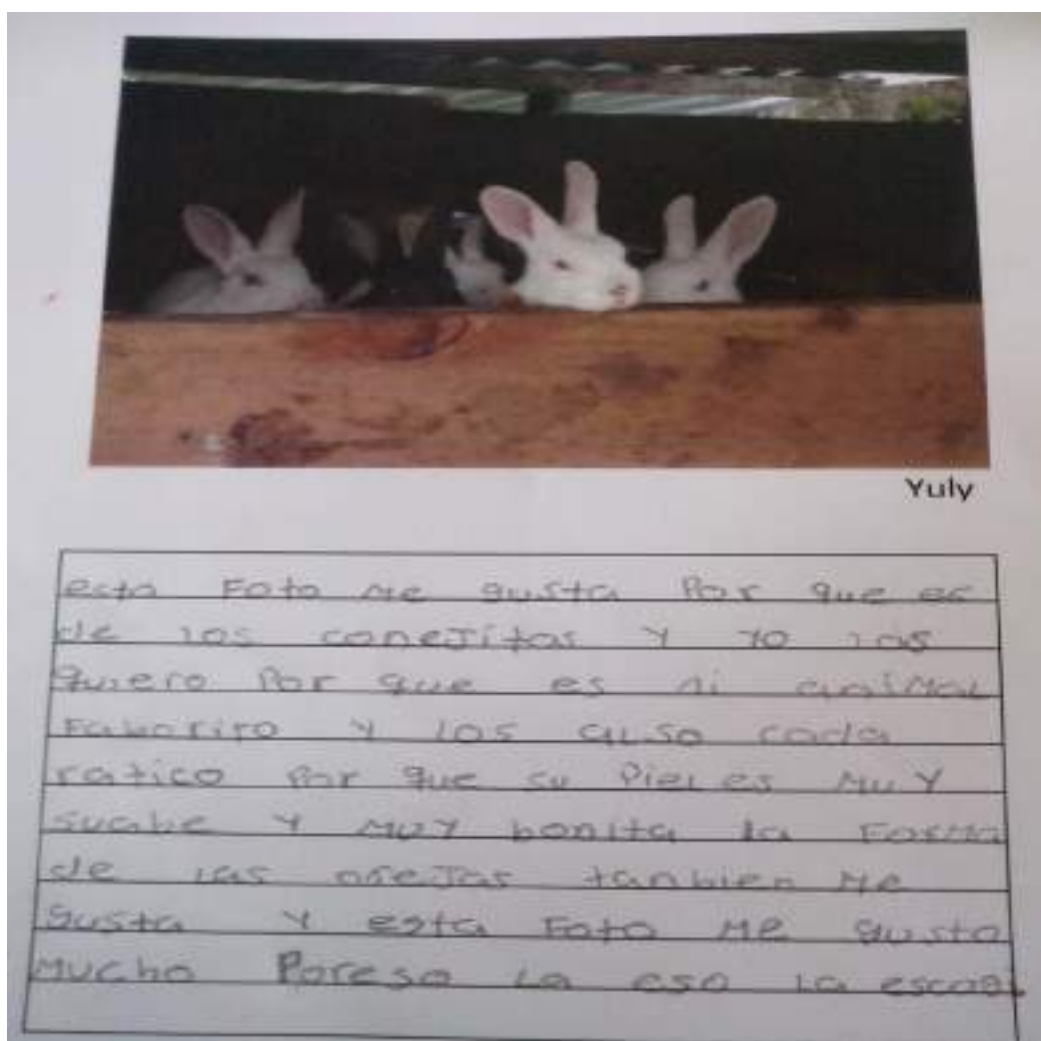 Yuly
esta Foto me gusta Por que es
de los conejitos Y Yo los
quiero Por que es mi animal
Faborito Y los also cada
ratico Por que su Piel es MuY
suabe Y MUY bonita la Forma
de las orejas tanbien Me
gusta Y esta Foto Me gusto
Mucho Poreso La eso La escogi